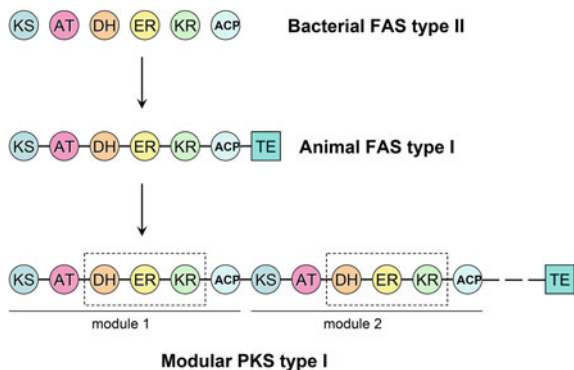 KS AT DH ER KR ACP Bacterial FAS type II
KS AT DH ER KR ACP TE Animal FAS type I
KS AT DH ER KR ACP KS AT DH ER KR ACP TE
module 1 module 2
Modular PKS type I